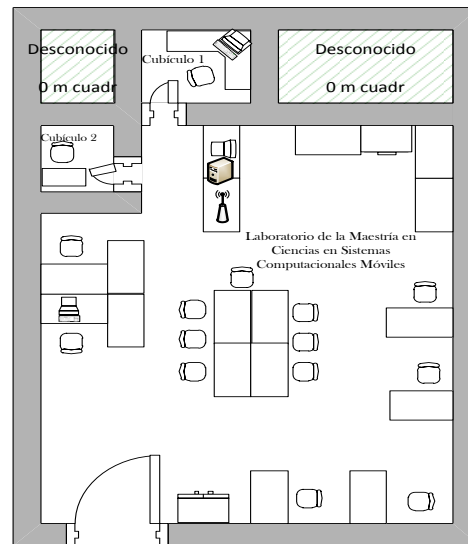 Desconocido
0 m cuadr
Cubículo 1
Desconocido
0 m cuadr
Cubículo 2
Laboratorio de la Maestría en
Ciencias en Sistemas
Computacionales Móviles